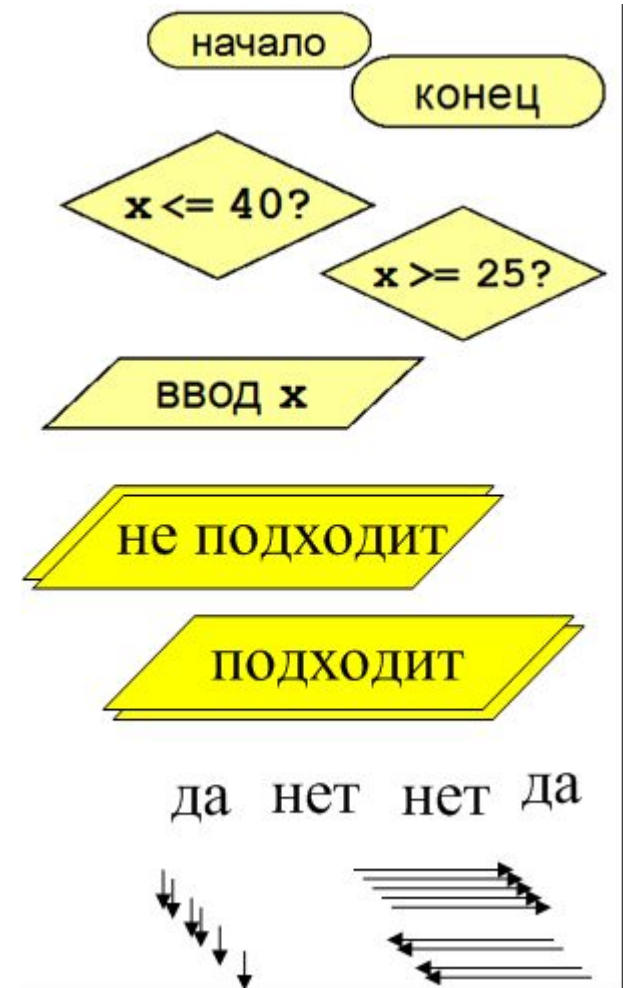 начало
конец
x <= 40?
x >= 25?
ввод x
не подходит
подходит
да нет нет да